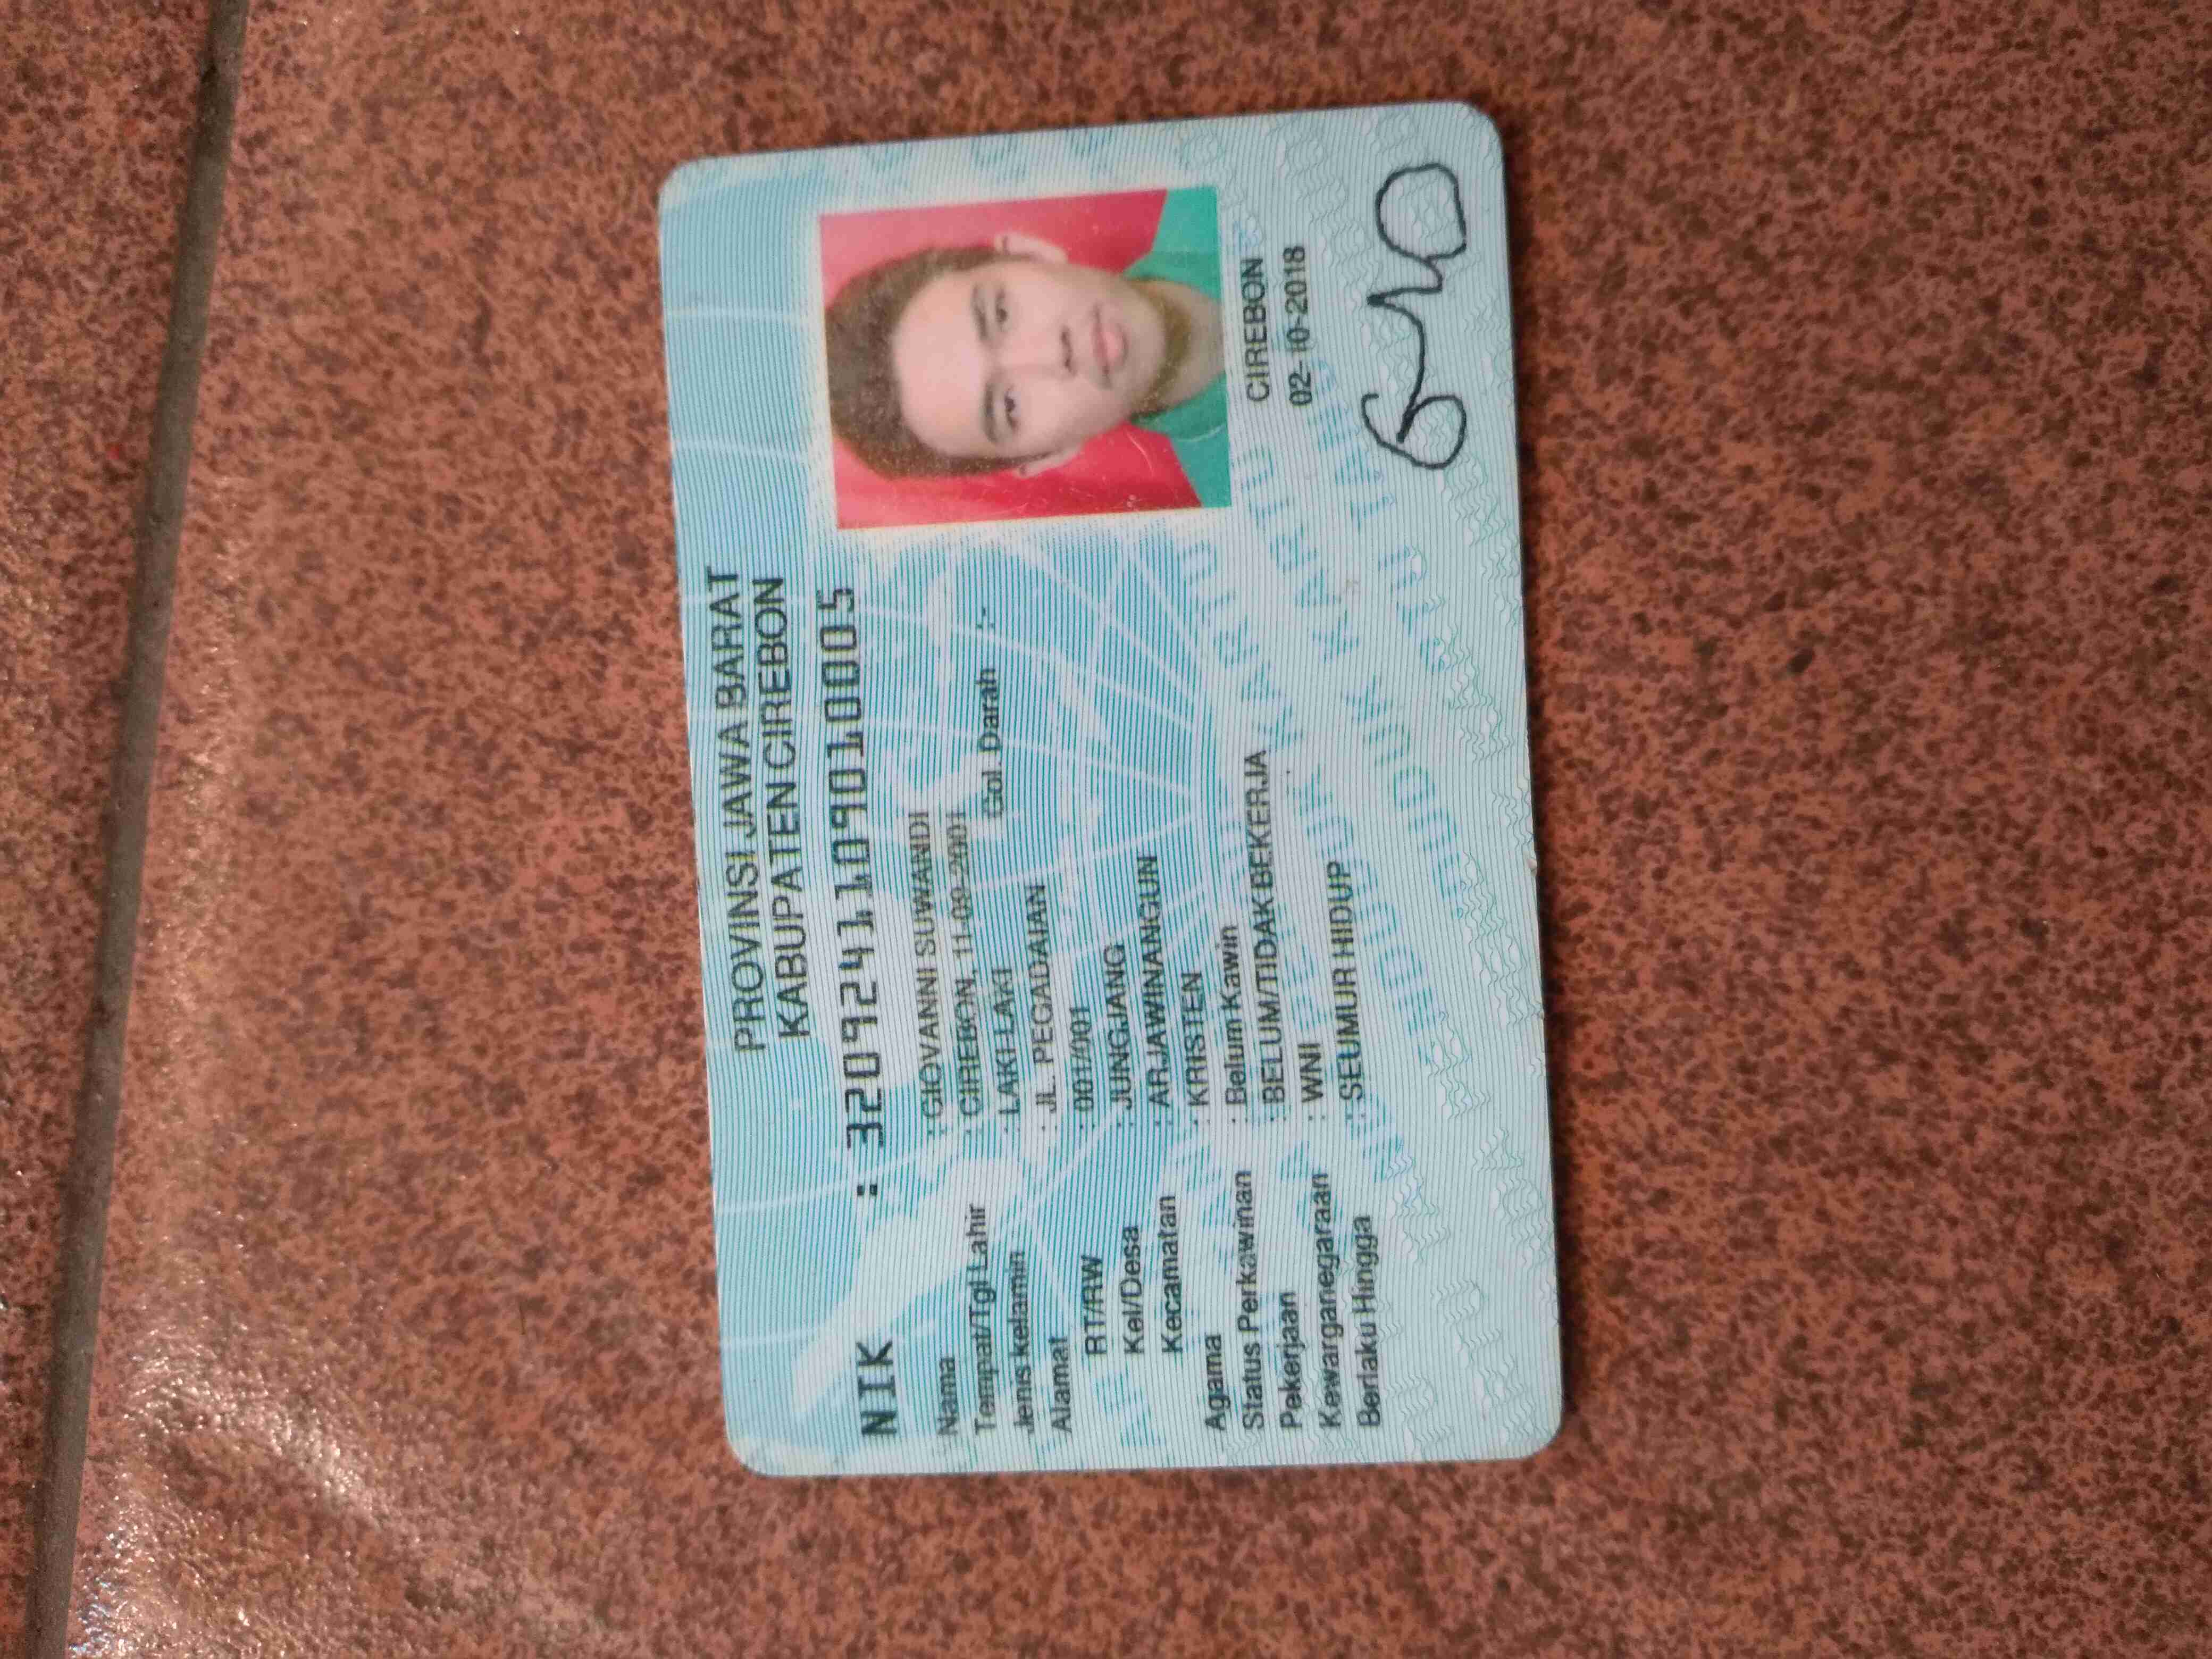 PROVINSI JAWA BARAT
KABUPATEN CIREBON
NIK : 3209241109010005
Nama : GIOVANNI SUWANDI
Tempat/Tgl Lahir : CIREBON, 11-09-2001
Jenis kelamin : LAKI-LAKI Gol. Darah : -
Alamat : JL. PEGADAIAN
RT/RW : 001/001
Kel/Desa : JUNGJANG
Kecamatan : ARJAWINANGUN
Agama : KRISTEN
Status Perkawinan : Belum Kawin
Pekerjaan : BELUM/TIDAK BEKERJA
Kewarganegaraan : WNI
Berlaku Hingga : SEUMUR HIDUP
CIREBON
02-10-2018